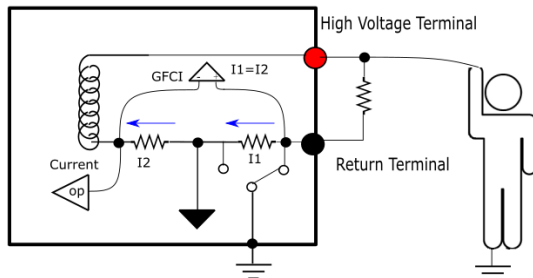 High Voltage Terminal
GFCI
I1=I2
- +
I2
I1
Current
op
Return Terminal